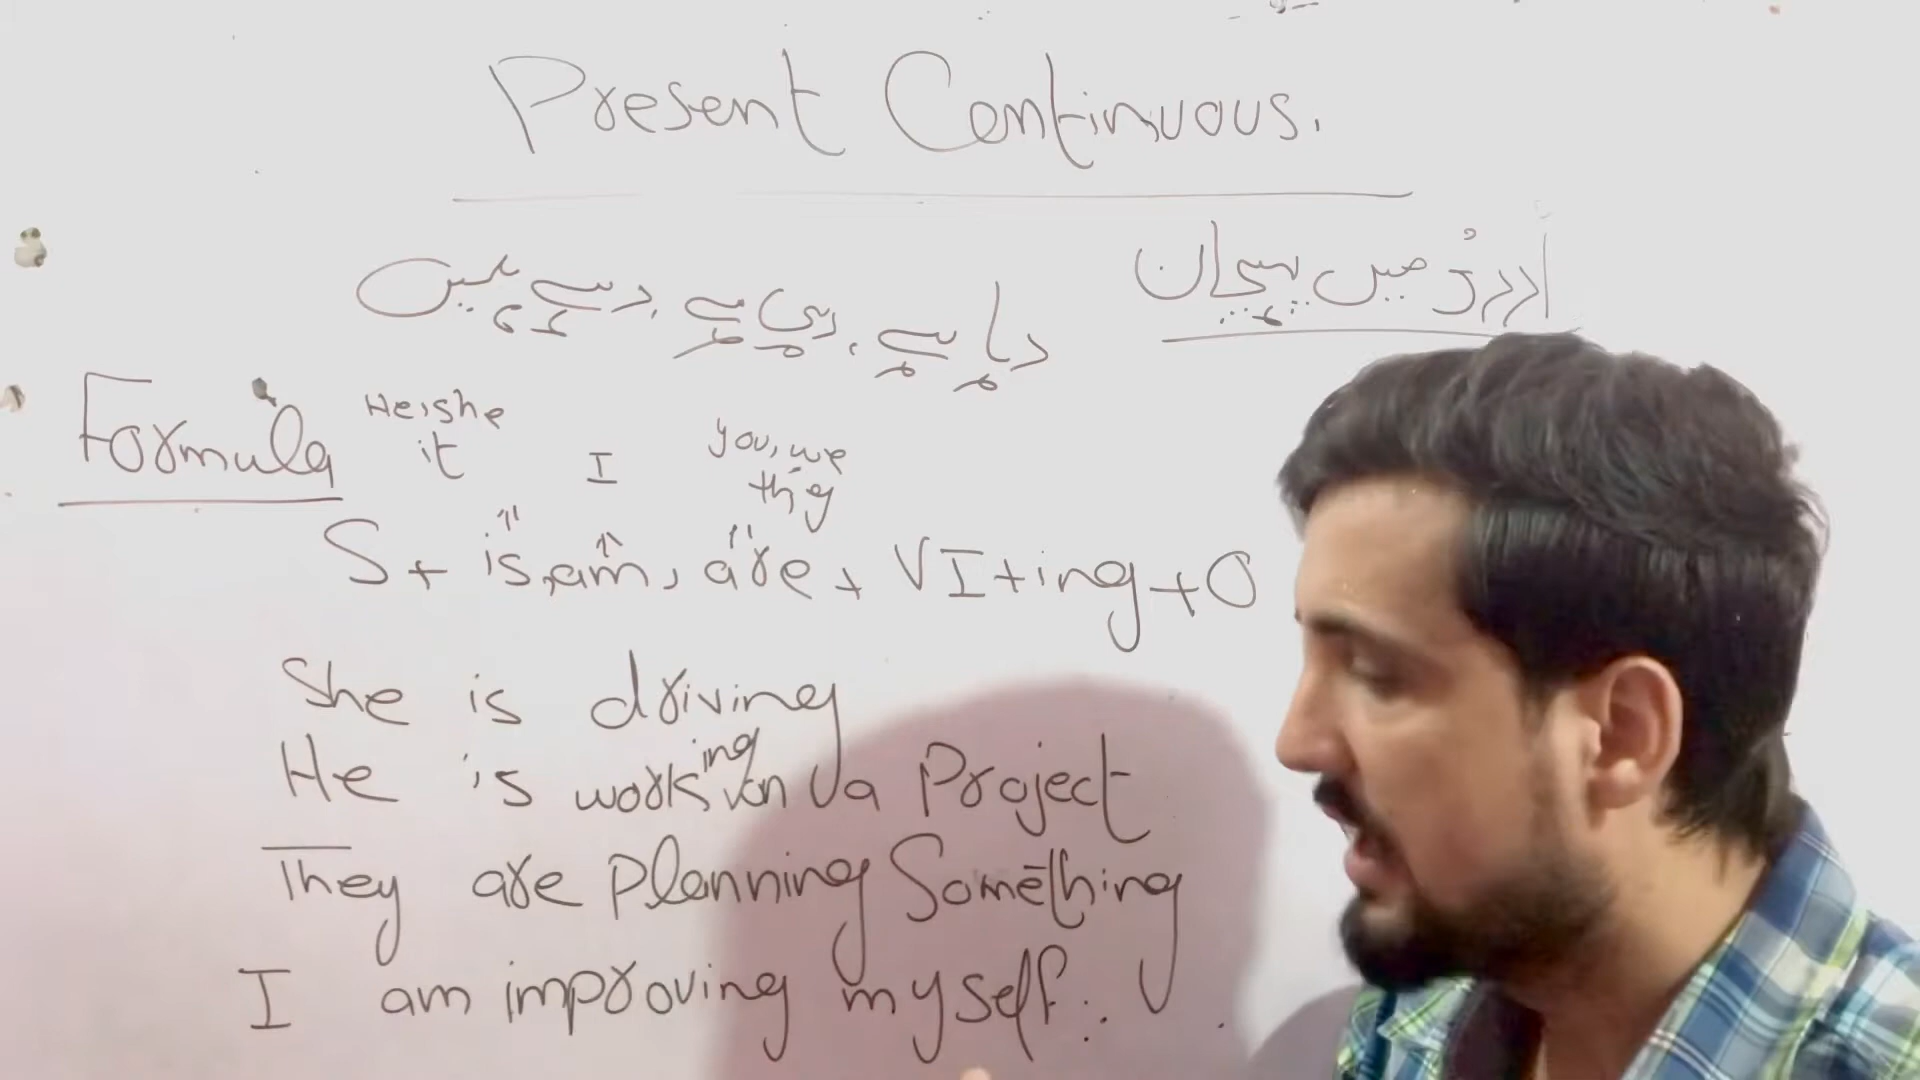 Present Continuous.
اردو میں پہچان
رہا ہے، رہی ہے، رہے ہیں
Formula
He, she it
I
you, we they
S + is, am, are + VI + ing + O
She is driving
He is working on a Project
They are planning Something
I am improving myself.